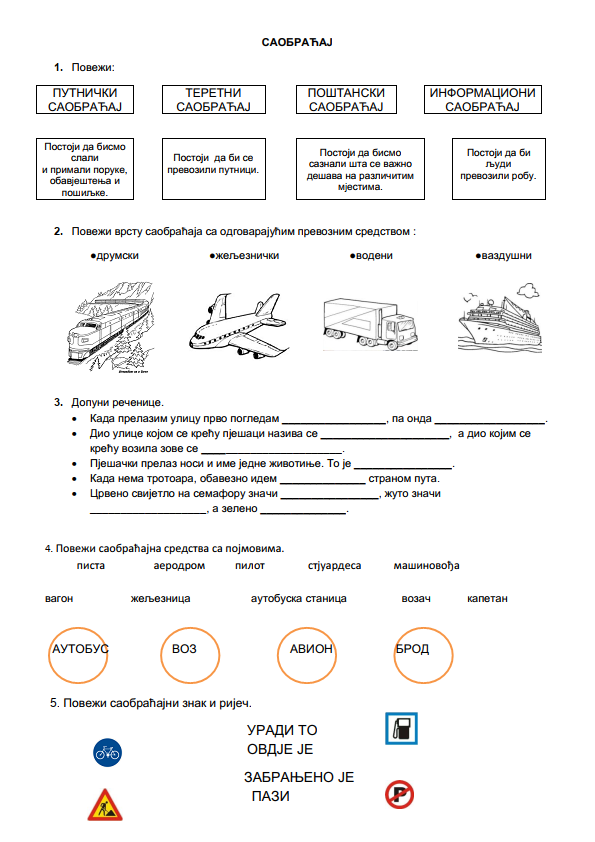 САОБРАЋАЈ
1. Повежи:
ПУТНИЧКИ САОБРАЋАЈ
ТЕРЕТНИ САОБРАЋАЈ
ПОШТАНСКИ САОБРАЋАЈ
ИНФОРМАЦИОНИ САОБРАЋАЈ
Постоји да бисмо
слали
и примали поруке,
обавјештења и
пошиљке.
Постоји да би се
превозили путници.
Постоји да бисмо
сазнали шта се важно
дешава на различитим
мјестима.
Постоји да би
људи
превозили робу.
2. Повежи врсту саобраћаја са одговарајућим превозним средством :
●друмски ●жељезнички ●водени ●ваздушни
3. Допуни реченице.
• Када прелазим улицу прво погледам _________________, па онда __________________.
• Дио улице којом се крећу пјешаци назива се _____________________, а дио којим се
крећу возила зове се _______________________.
• Пјешачки прелаз носи и име једне животиње. То је ________________.
• Када нема тротоара, обавезно идем ______________ страном пута.
• Црвено свијетло на семафору значи ________________, жуто значи
___________________, а зелено ______________.
4. Повежи саобраћајна средства са појмовима.
писта аеродром пилот стјуардеса машиновођа
вагон жељезница аутобуска станица возач капетан
АУТОБУС ВОЗ АВИОН БРОД
5. Повежи саобраћајни знак и ријеч.
УРАДИ ТО
ОВДЈЕ ЈЕ
ЗАБРАЊЕНО ЈЕ
ПАЗИ
P